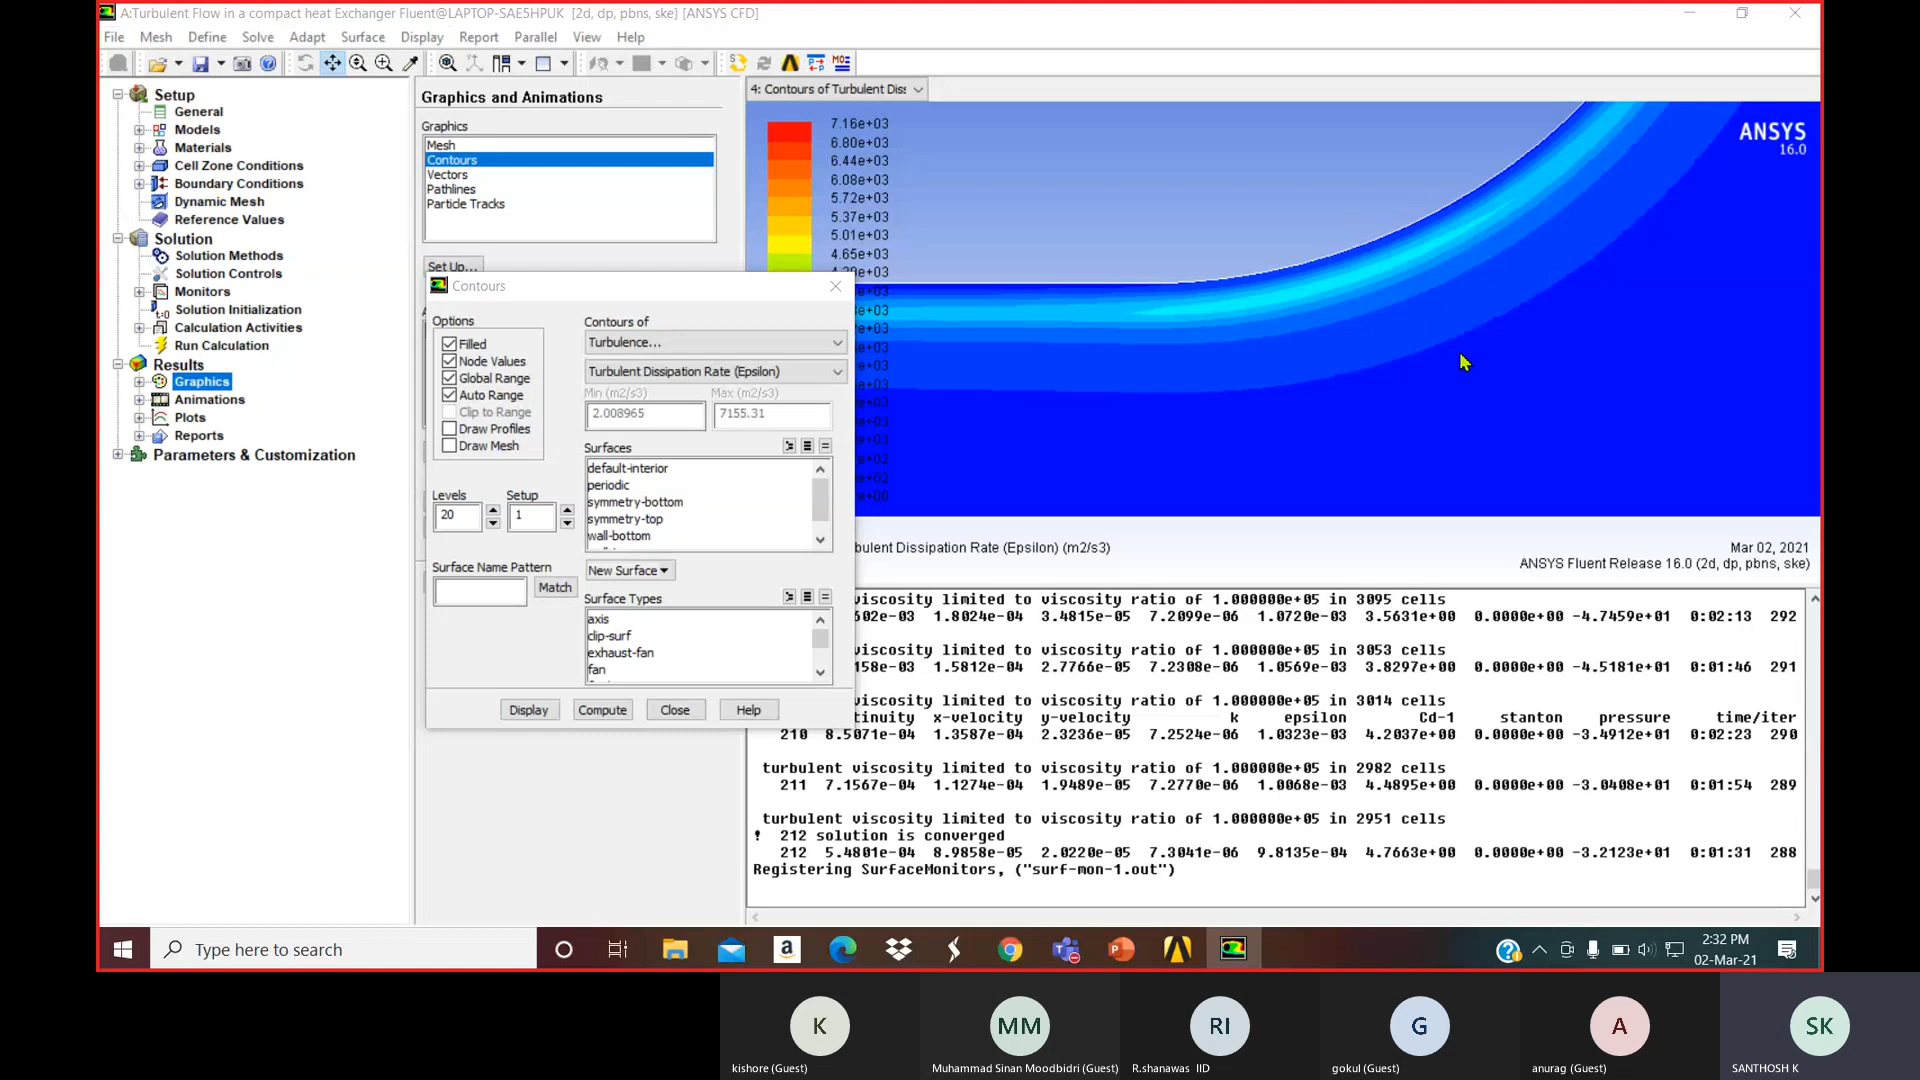 A:Turbulent Flow in a compact heat Exchanger Fluent@LAPTOP-SAE5HPUK [2d, dp, pbns, ske] [ANSYS CFD]
File Mesh Define Solve Adapt Surface Display Report Parallel View Help
Setup
General
Models
Materials
Cell Zone Conditions
Boundary Conditions
Dynamic Mesh
Reference Values
Solution
Solution Methods
Solution Controls
Monitors
Solution Initialization
Calculation Activities
Run Calculation
Results
Graphics
Animations
Plots
Reports
Parameters & Customization
Graphics and Animations
Graphics
Mesh
Contours
Vectors
Pathlines
Particle Tracks
Set Up...
Contours
Options
Filled
Node Values
Global Range
Auto Range
Clip to Range
Draw Profiles
Draw Mesh
Levels Setup
20 1
Surface Name Pattern
Match
Contours of
Turbulence...
Turbulent Dissipation Rate (Epsilon)
Min (m2/s3) Max (m2/s3)
2.008965 7155.31
Surfaces
default-interior
periodic
symmetry-bottom
symmetry-top
wall-bottom
New Surface
Surface Types
axis
clip-surf
exhaust-fan
fan
Display Compute Close Help
4: Contours of Turbulent Diss
7.16e+03
6.80e+03
6.44e+03
6.08e+03
5.72e+03
5.37e+03
5.01e+03
4.65e+03
e+03
e+03
e+03
e+03
e+03
e+03
e+03
e+03
e+03
e+02
e+02
e+00
ANSYS
16.0
bulent Dissipation Rate (Epsilon) (m2/s3)
Mar 02, 2021
ANSYS Fluent Release 16.0 (2d, dp, pbns, ske)
viscosity limited to viscosity ratio of 1.000000e+05 in 3095 cells
602e-03 1.8024e-04 3.4815e-05 7.2099e-06 1.0720e-03 3.5631e+00 0.0000e+00 -4.7459e+01 0:02:13 292
viscosity limited to viscosity ratio of 1.000000e+05 in 3053 cells
158e-03 1.5812e-04 2.7766e-05 7.2308e-06 1.0569e-03 3.8297e+00 0.0000e+00 -4.5181e+01 0:01:46 291
viscosity limited to viscosity ratio of 1.000000e+05 in 3014 cells
tinuity x-velocity y-velocity k epsilon Cd-1 stanton pressure time/iter
210 8.5071e-04 1.3587e-04 2.3236e-05 7.2524e-06 1.0323e-03 4.2037e+00 0.0000e+00 -3.4912e+01 0:02:23 290
turbulent viscosity limited to viscosity ratio of 1.000000e+05 in 2982 cells
211 7.1567e-04 1.1274e-04 1.9489e-05 7.2770e-06 1.0068e-03 4.4895e+00 0.0000e+00 -3.0408e+01 0:01:54 289
turbulent viscosity limited to viscosity ratio of 1.000000e+05 in 2951 cells
! 212 solution is converged
212 5.4801e-04 8.9858e-05 2.0220e-05 7.3041e-06 9.8135e-04 4.7663e+00 0.0000e+00 -3.2123e+01 0:01:31 288
Registering SurfaceMonitors, ("surf-mon-1.out")
Type here to search
2:32 PM
02-Mar-21
K MM RI G A SK
kishore (Guest) Muhammad Sinan Moodbidri (Guest) R.shanawas IID gokul (Guest) anurag (Guest) SANTHOSH K